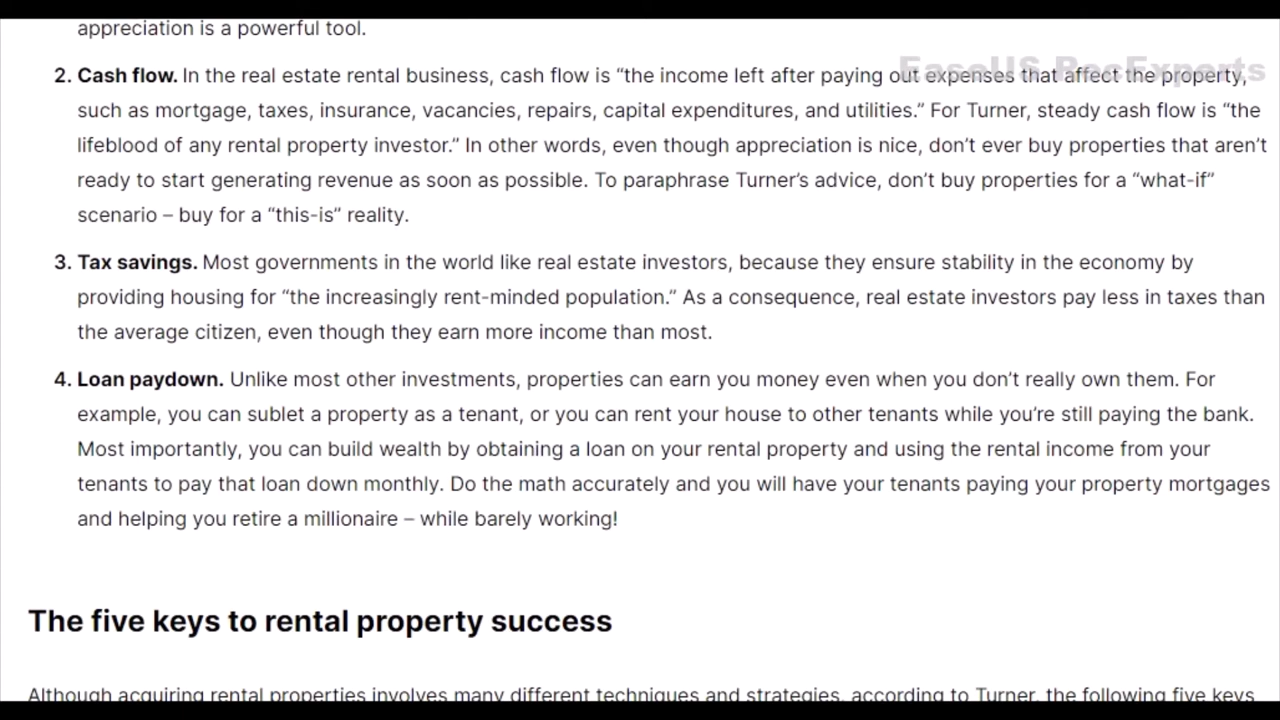 appreciation is a powerful tool.
EaseUS RecExperts
2. Cash flow. In the real estate rental business, cash flow is “the income left after paying out expenses that affect the property,
such as mortgage, taxes, insurance, vacancies, repairs, capital expenditures, and utilities.” For Turner, steady cash flow is “the
lifeblood of any rental property investor.” In other words, even though appreciation is nice, don’t ever buy properties that aren’t
ready to start generating revenue as soon as possible. To paraphrase Turner’s advice, don’t buy properties for a “what-if”
scenario – buy for a “this-is” reality.
3. Tax savings. Most governments in the world like real estate investors, because they ensure stability in the economy by
providing housing for “the increasingly rent-minded population.” As a consequence, real estate investors pay less in taxes than
the average citizen, even though they earn more income than most.
4. Loan paydown. Unlike most other investments, properties can earn you money even when you don’t really own them. For
example, you can sublet a property as a tenant, or you can rent your house to other tenants while you’re still paying the bank.
Most importantly, you can build wealth by obtaining a loan on your rental property and using the rental income from your
tenants to pay that loan down monthly. Do the math accurately and you will have your tenants paying your property mortgages
and helping you retire a millionaire – while barely working!
The five keys to rental property success
Although acquiring rental properties involves many different techniques and strategies, according to Turner, the following five keys